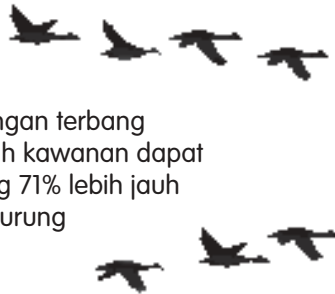 ngan terbang
h kawanan dapat
g 71% lebih jauh
urung